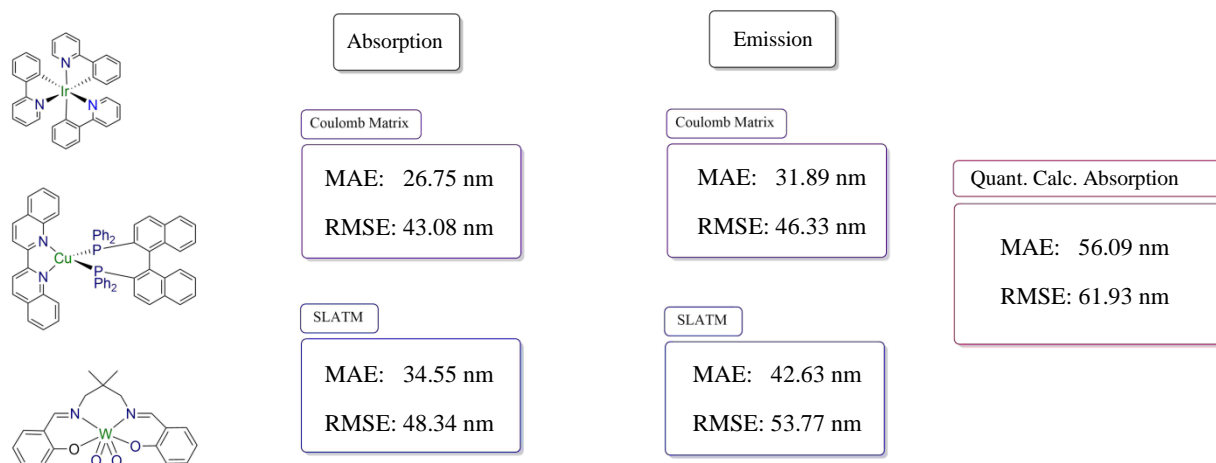 Absorption
Emission
Coulomb Matrix
MAE: 26.75 nm
RMSE: 43.08 nm
SLATM
MAE: 34.55 nm
RMSE: 48.34 nm
Coulomb Matrix
MAE: 31.89 nm
RMSE: 46.33 nm
SLATM
MAE: 42.63 nm
RMSE: 53.77 nm
Quant. Calc. Absorption
MAE: 56.09 nm
RMSE: 61.93 nm
N
Ir
N
N
N
Cu
N
Ph2
P
P
Ph2
N
N
W
O
O
O
O